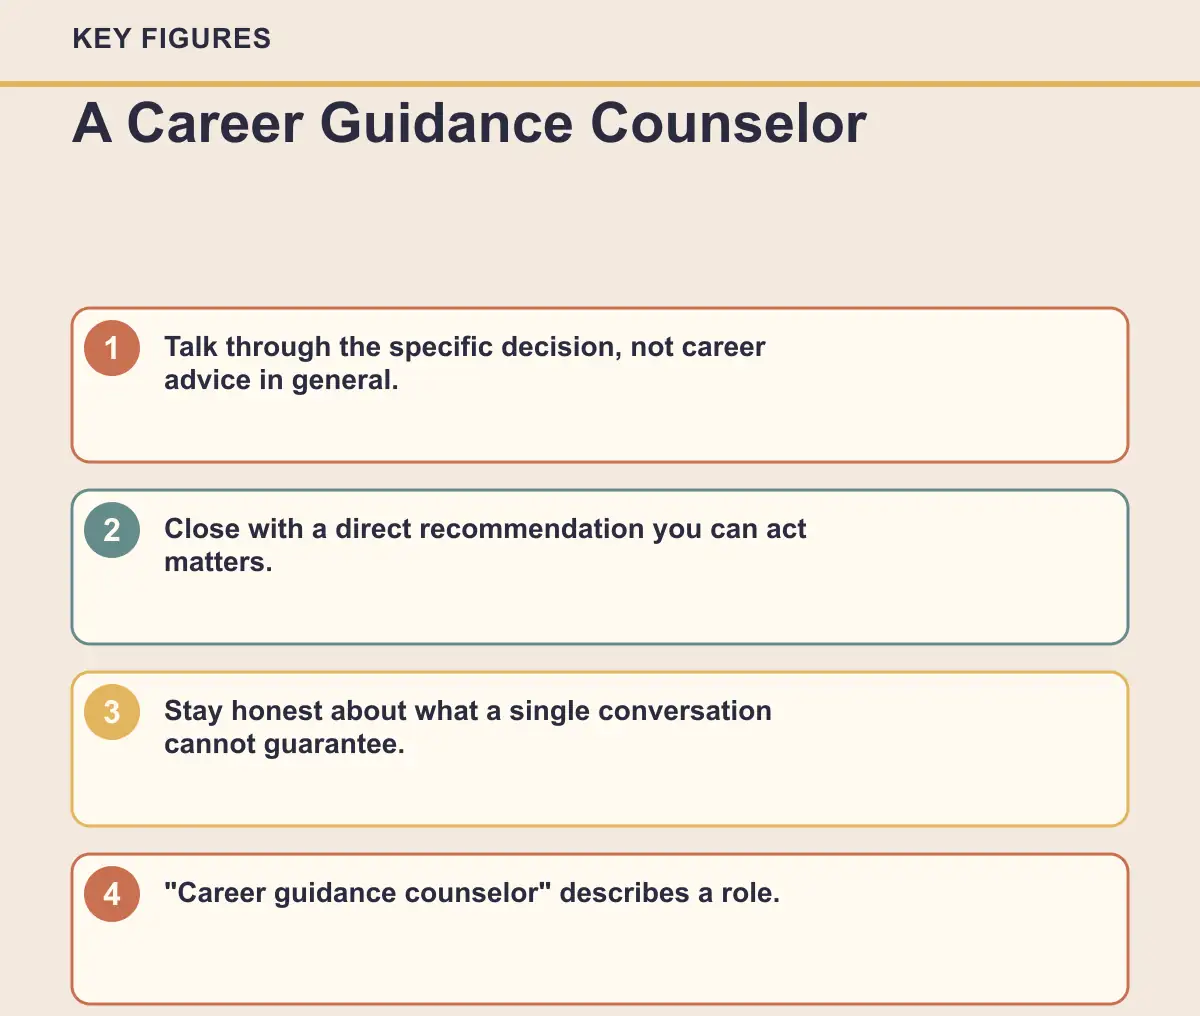 KEY FIGURES
A Career Guidance Counselor
1
Talk through the specific decision, not career
advice in general.
2
Close with a direct recommendation you can act
matters.
3
Stay honest about what a single conversation
cannot guarantee.
4
"Career guidance counselor" describes a role.